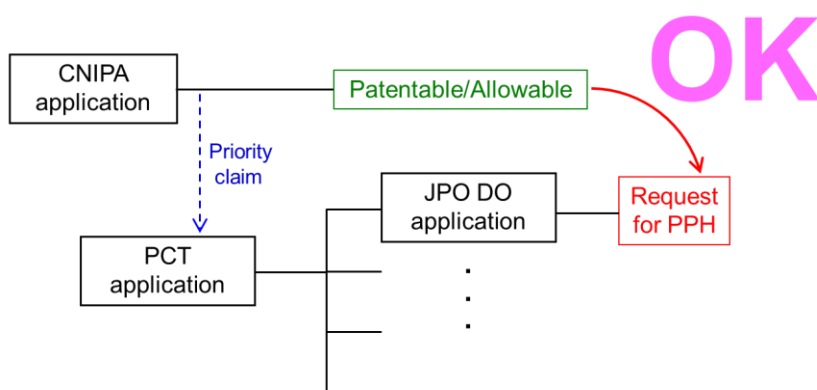 OK
CNIPA
application
Patentable/Allowable
Priority
claim
JPO DO
application
Request
for PPH
PCT
application